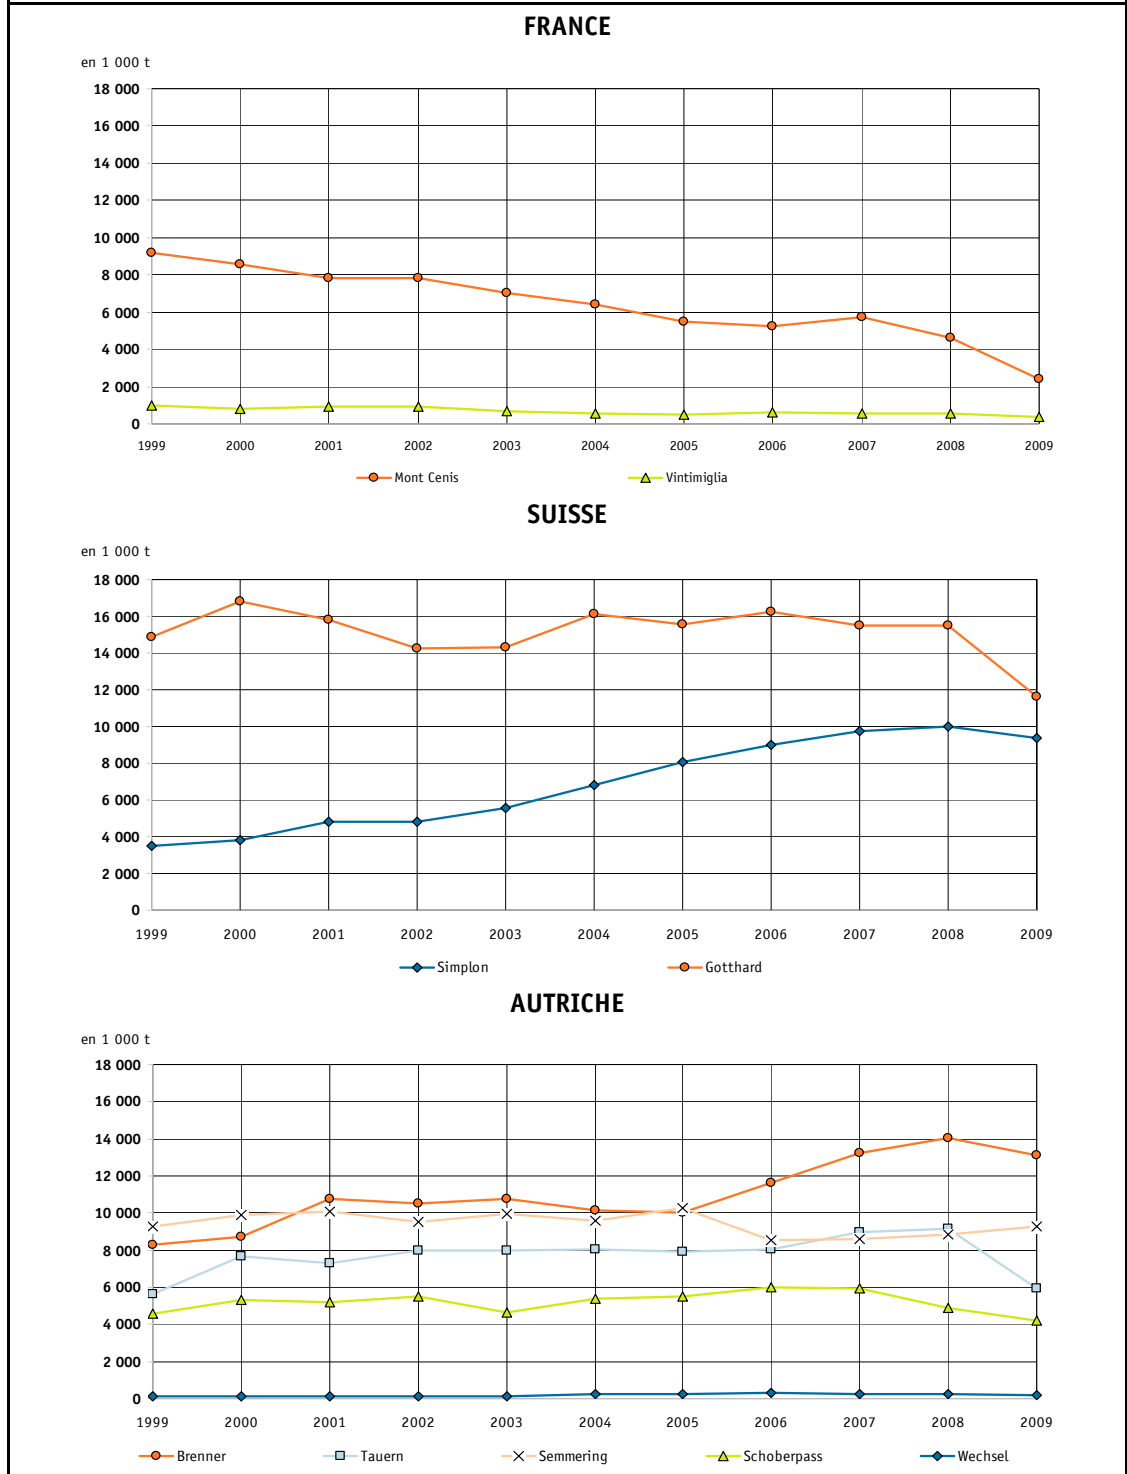 FRANCE
en 1 000 t
18 000
16 000
14 000
12 000
10 000
8 000
6 000
4 000
2 000
0
1999 2000 2001 2002 2003 2004 2005 2006 2007 2008 2009
Mont Cenis Vintimiglia
SUISSE
en 1 000 t
18 000
16 000
14 000
12 000
10 000
8 000
6 000
4 000
2 000
0
1999 2000 2001 2002 2003 2004 2005 2006 2007 2008 2009
Simplon Gotthard
AUTRICHE
en 1 000 t
18 000
16 000
14 000
12 000
10 000
8 000
6 000
4 000
2 000
0
1999 2000 2001 2002 2003 2004 2005 2006 2007 2008 2009
Brenner Tauern Semmering Schoberpass Wechsel